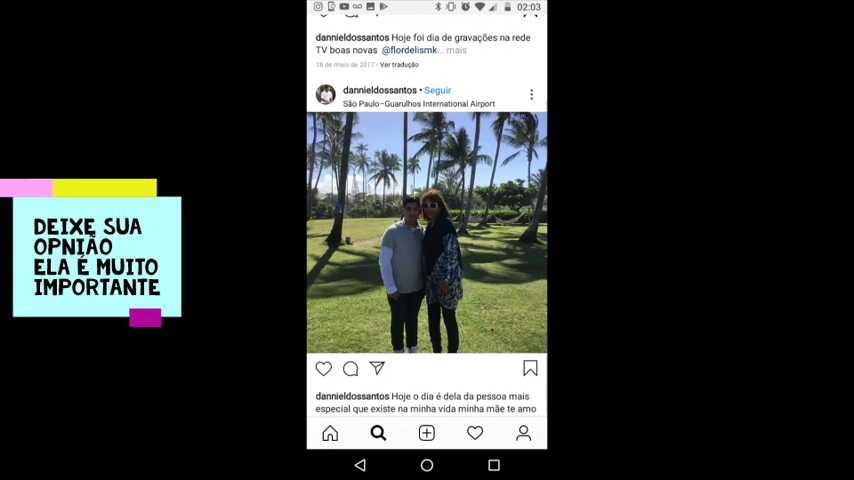 02:03
dannieldossantos Hoje foi dia de gravações na rede
TV boas novas @flordelismk... mais
18 de maio de 2017 • Ver tradução
dannieldossantos • Seguir
São Paulo–Guarulhos International Airport
DEIXE SUA
OPNIÃO
ELA É MUITO
IMPORTANTE
dannieldossantos Hoje o dia é dela da pessoa mais
especial que existe na minha vida minha mãe te amo